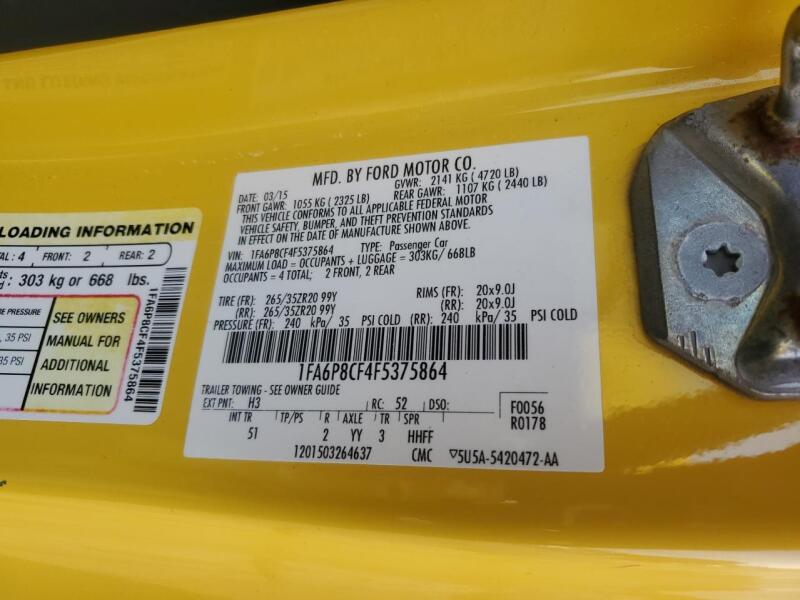 MFD. BY FORD MOTOR CO.
DATE: 03/15 GVWR: 2141 KG ( 4720 LB)
FRONT GAWR: 1055 KG ( 2325 LB) REAR GAWR: 1107 KG ( 2440 LB)
THIS VEHICLE CONFORMS TO ALL APPLICABLE FEDERAL MOTOR
VEHICLE SAFETY, BUMPER, AND THEFT PREVENTION STANDARDS
IN EFFECT ON THE DATE OF MANUFACTURE SHOWN ABOVE.
VIN: 1FA6P8CF4F5375864 TYPE: Passenger Car
MAXIMUM LOAD = OCCUPANTS + LUGGAGE = 303KG/ 668LB
OCCUPANTS = 4 TOTAL; 2 FRONT, 2 REAR
TIRE (FR): 265/35ZR20 99Y RIMS (FR): 20x9.0J
(RR): 265/35ZR20 99Y (RR): 20x9.0J
PRESSURE (FR): 240 kPa/ 35 PSI COLD (RR): 240 kPa/ 35 PSI COLD
1FA6P8CF4F5375864
TRAILER TOWING - SEE OWNER GUIDE
EXT PNT: H3 RC: 52 DSO: F0056
R0178
INT TR TP/PS R AXLE TR SPR
51 2 YY 3 HHFF
1201503264637 CMC ▽5U5A-5420472-AA
LOADING INFORMATION
4 FRONT: 2 REAR: 2
303 kg or 668 lbs.
PRESSURE
35 PSI
35 PSI
SEE OWNERS
MANUAL FOR
ADDITIONAL
INFORMATION
1FA6P8CF4F5375864